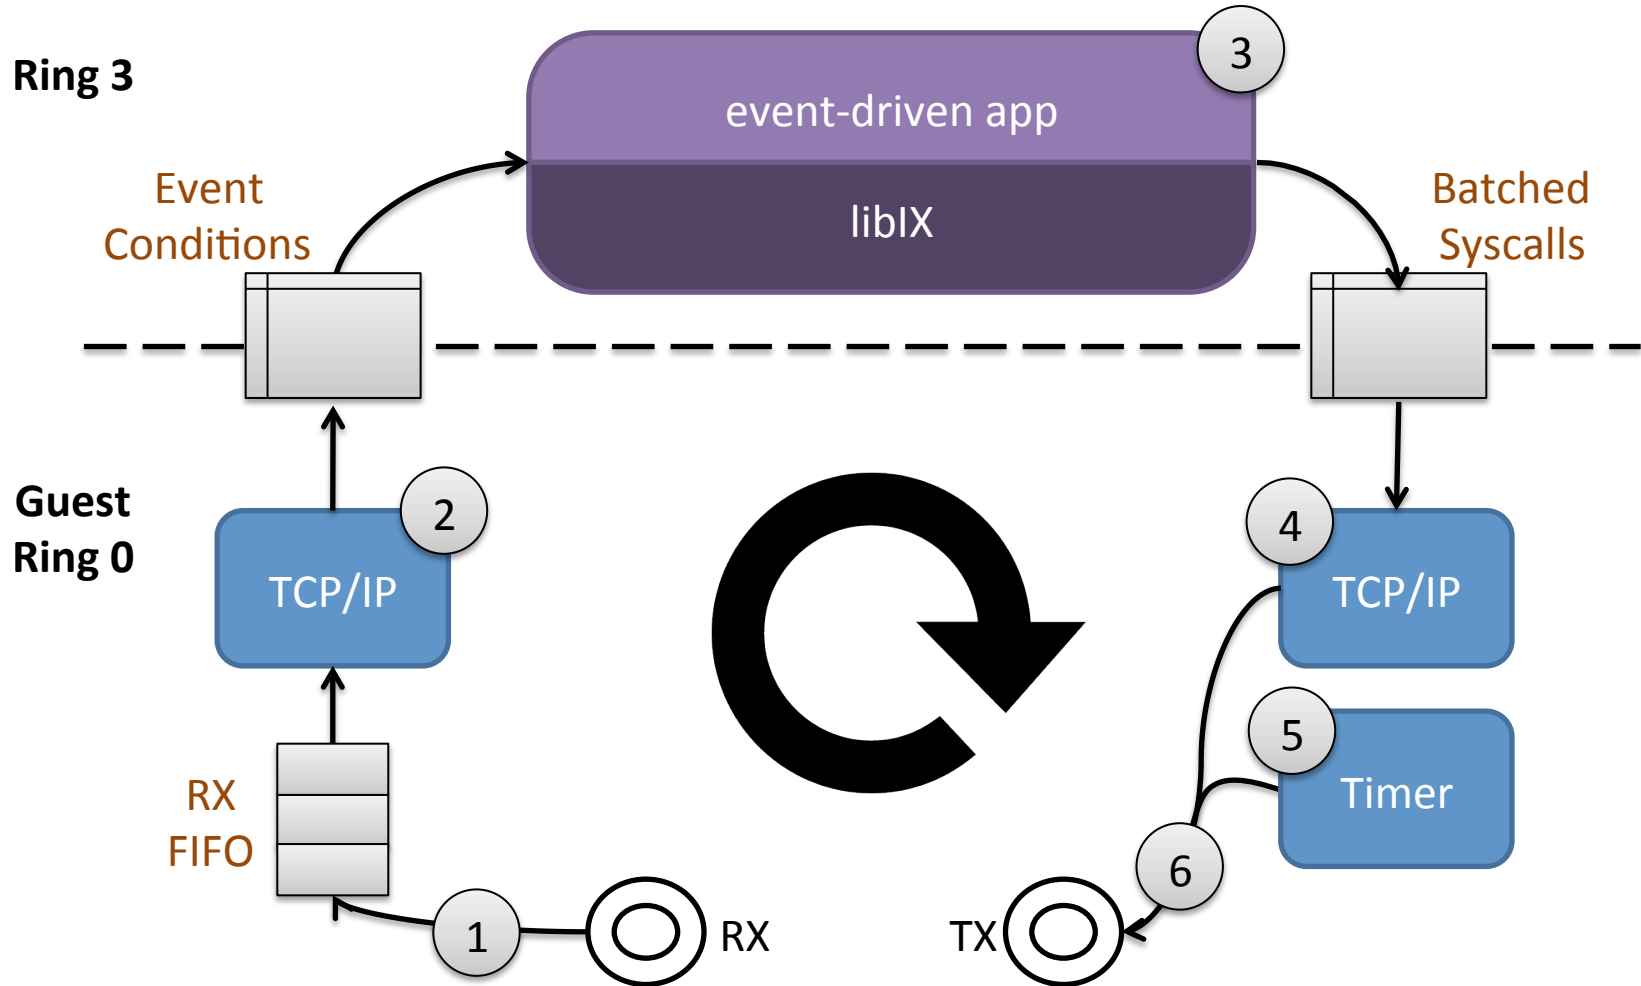 Ring 3
event-driven app
3
libIX
Event
Conditions
Batched
Syscalls
Guest
Ring 0
2
TCP/IP
4
TCP/IP
5
Timer
RX
FIFO
6
1
RX
TX